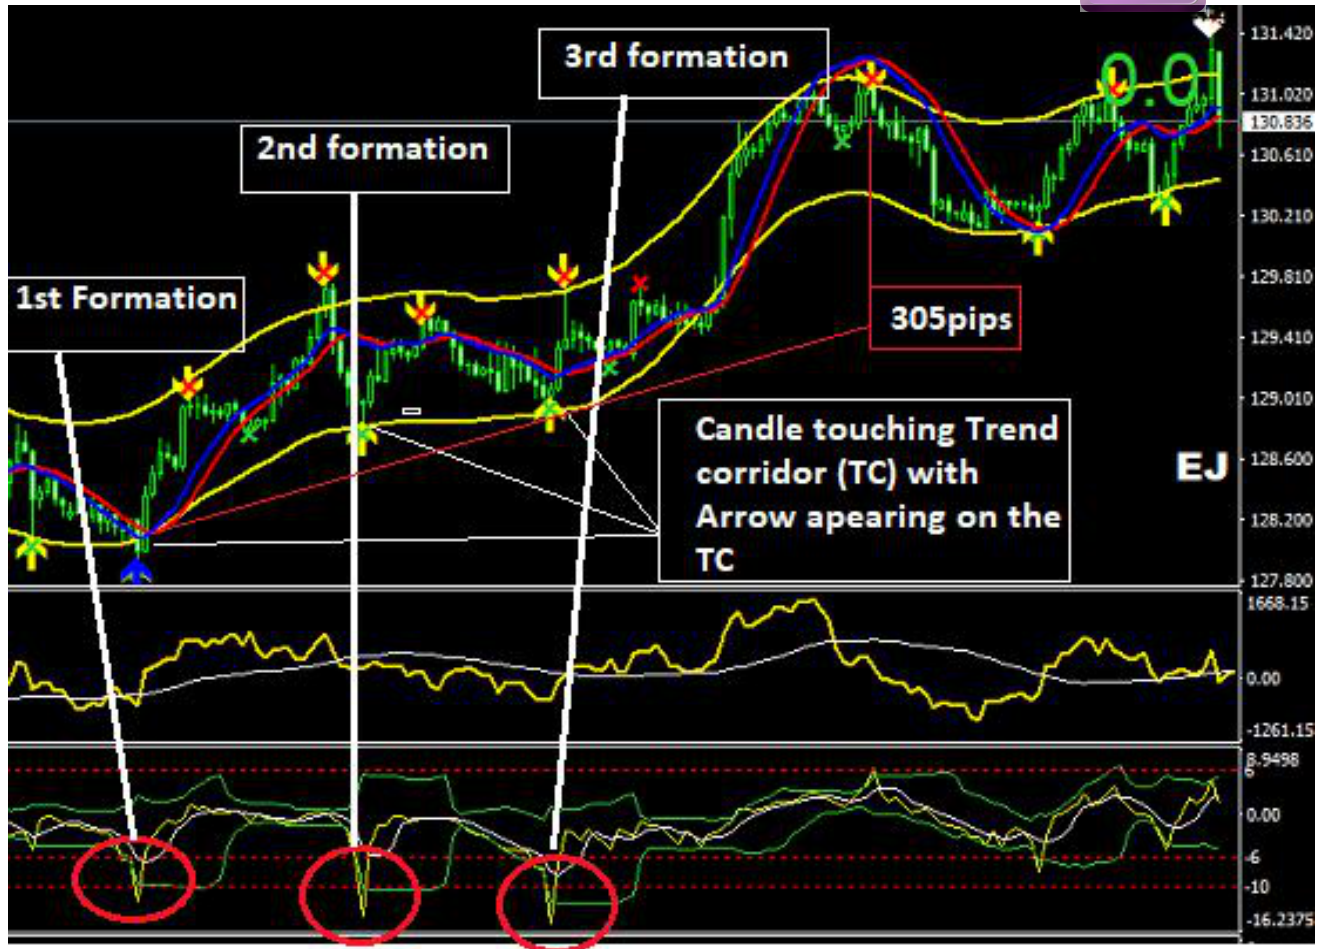 3rd formation
2nd formation
1st Formation
305pips
Candle touching Trend
corridor (TC) with
Arrow apearing on the
TC
EJ
0.0
131.420
131.020
130.836
130.610
130.210
129.810
129.410
129.010
128.600
128.200
127.800
1668.15
0.00
-1261.15
8.9498
6
0.00
-6
-10
-16.2375